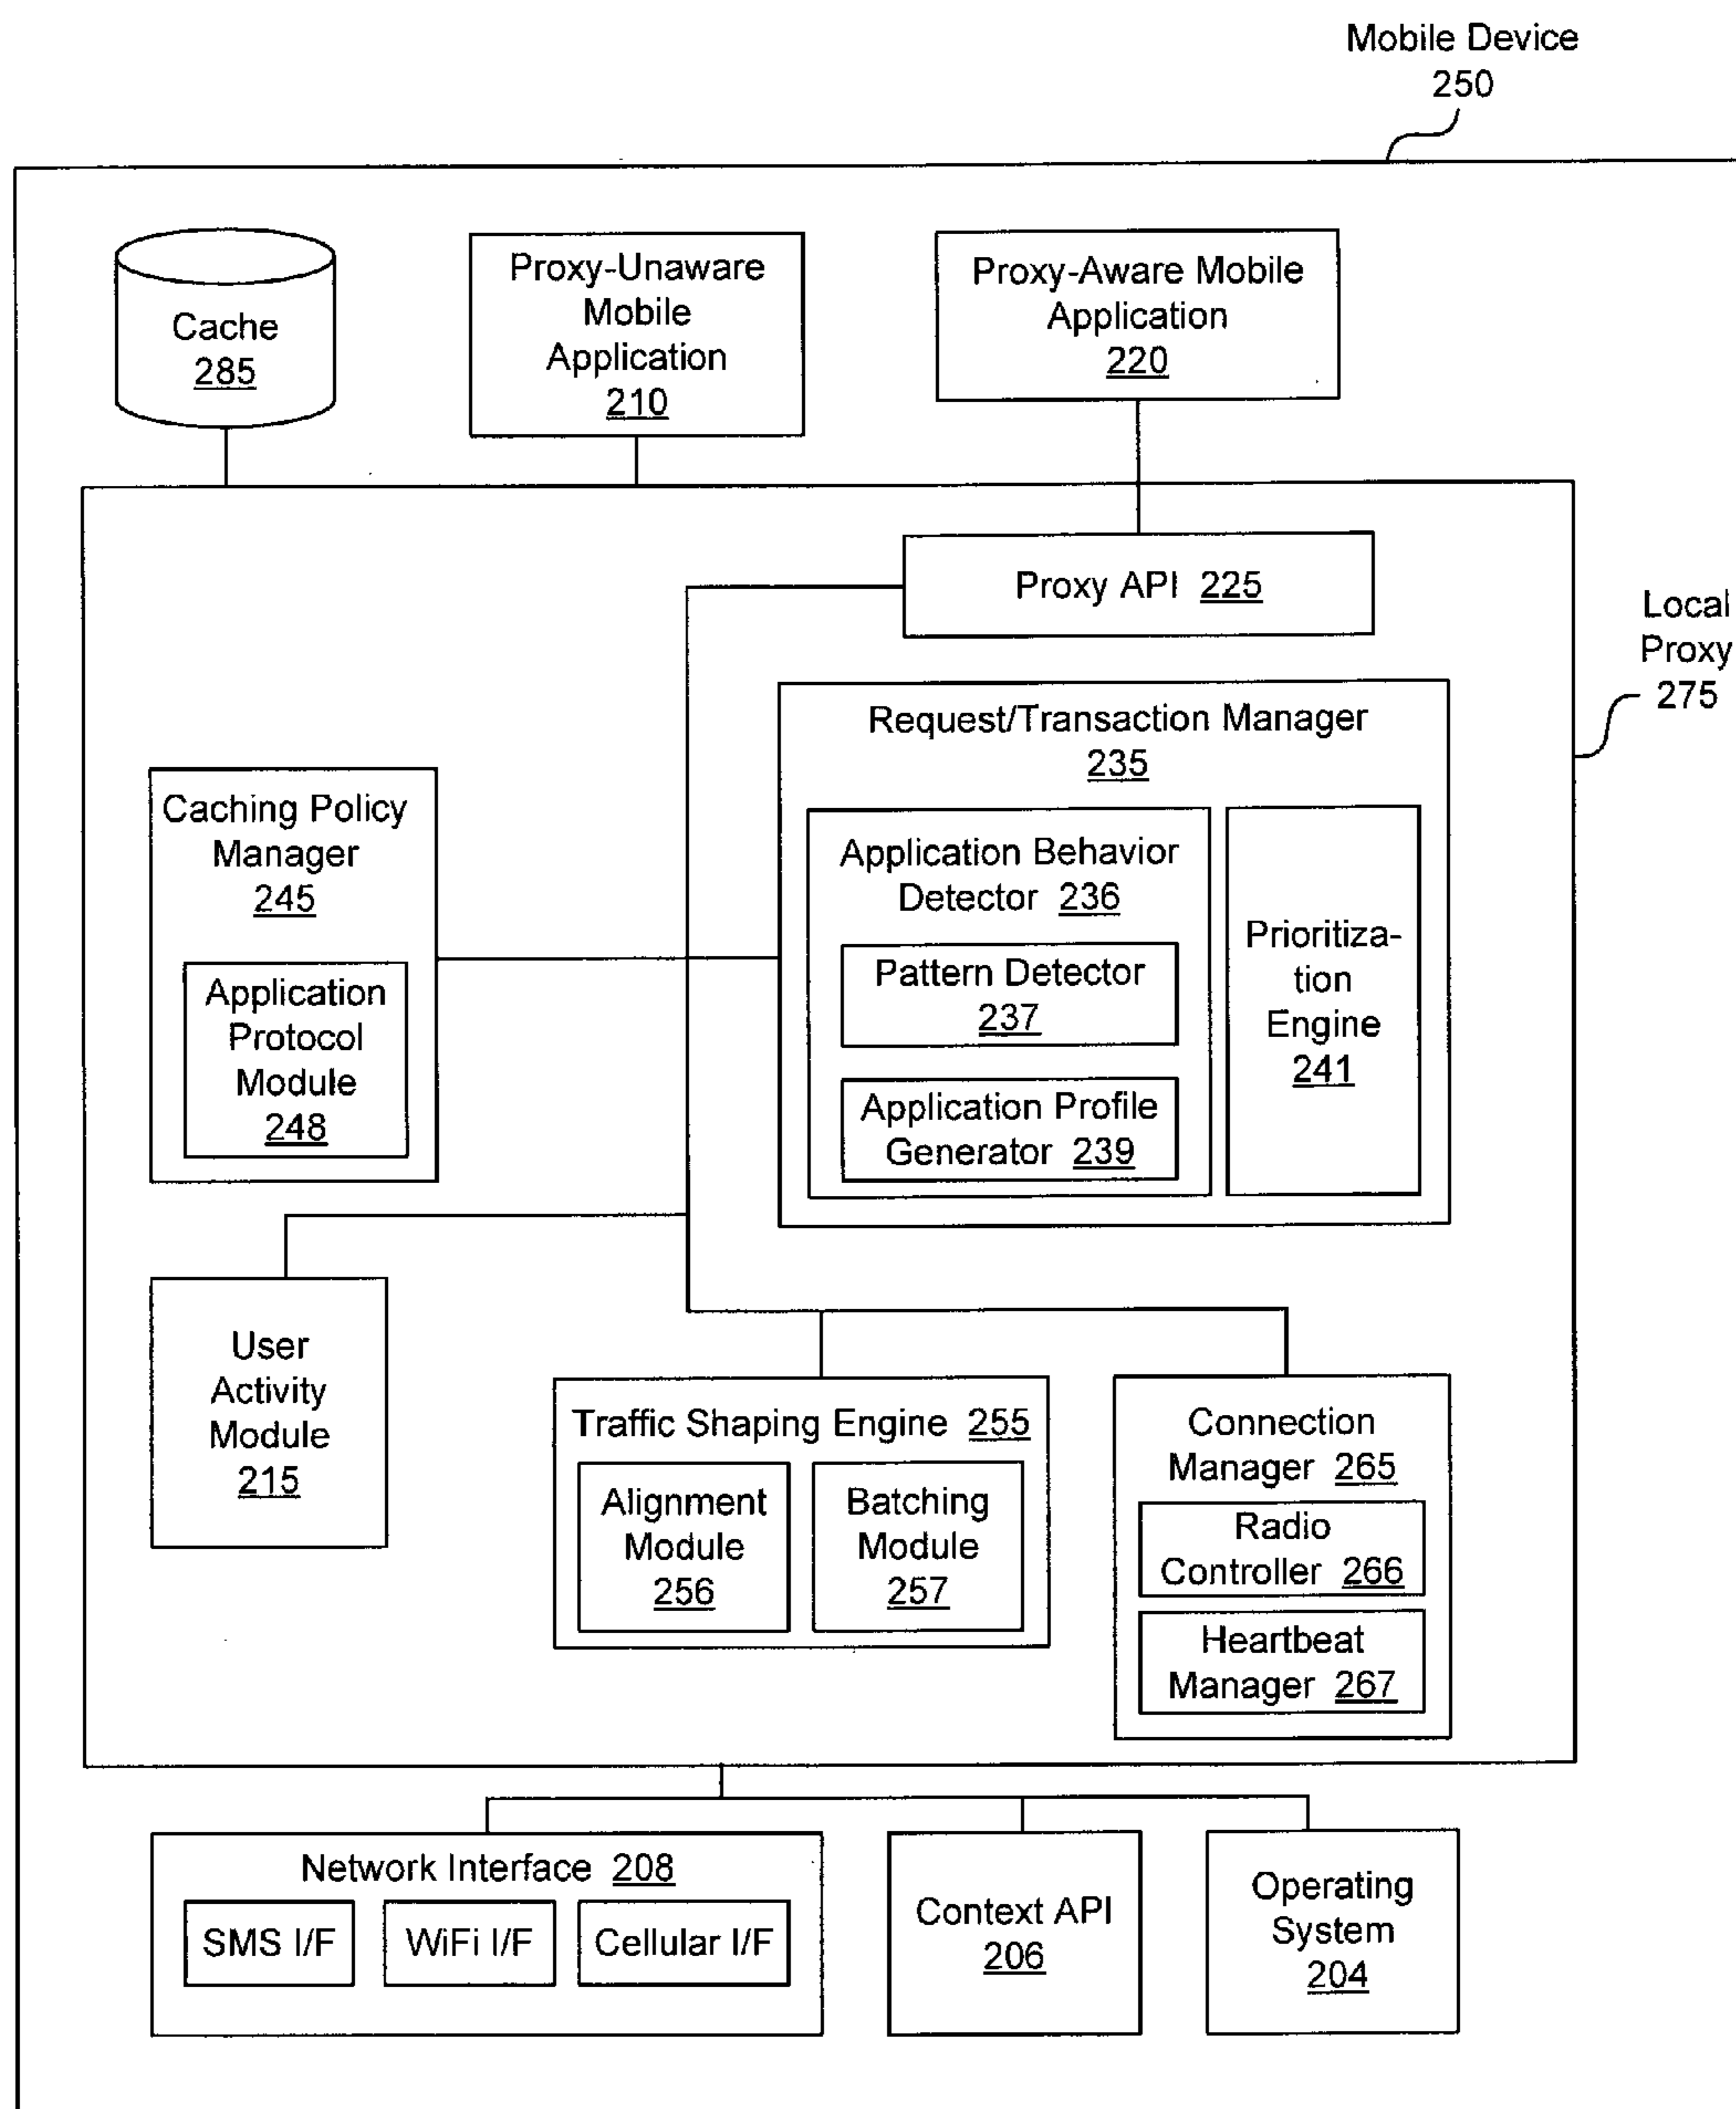 Mobile Device
250
Cache
285
Proxy-Unaware
Mobile
Application
210
Proxy-Aware Mobile
Application
220
Proxy API 225
Local
Proxy
275
Request/Transaction Manager
235
Caching Policy
Manager
245
Application
Protocol
Module
248
Application Behavior
Detector 236
Pattern Detector
237
Application Profile
Generator 239
Prioritiza-
tion
Engine
241
User
Activity
Module
215
Traffic Shaping Engine 255
Alignment
Module
256
Batching
Module
257
Connection
Manager 265
Radio
Controller 266
Heartbeat
Manager 267
Network Interface 208
SMS I/F
WiFi I/F
Cellular I/F
Context API
206
Operating
System
204